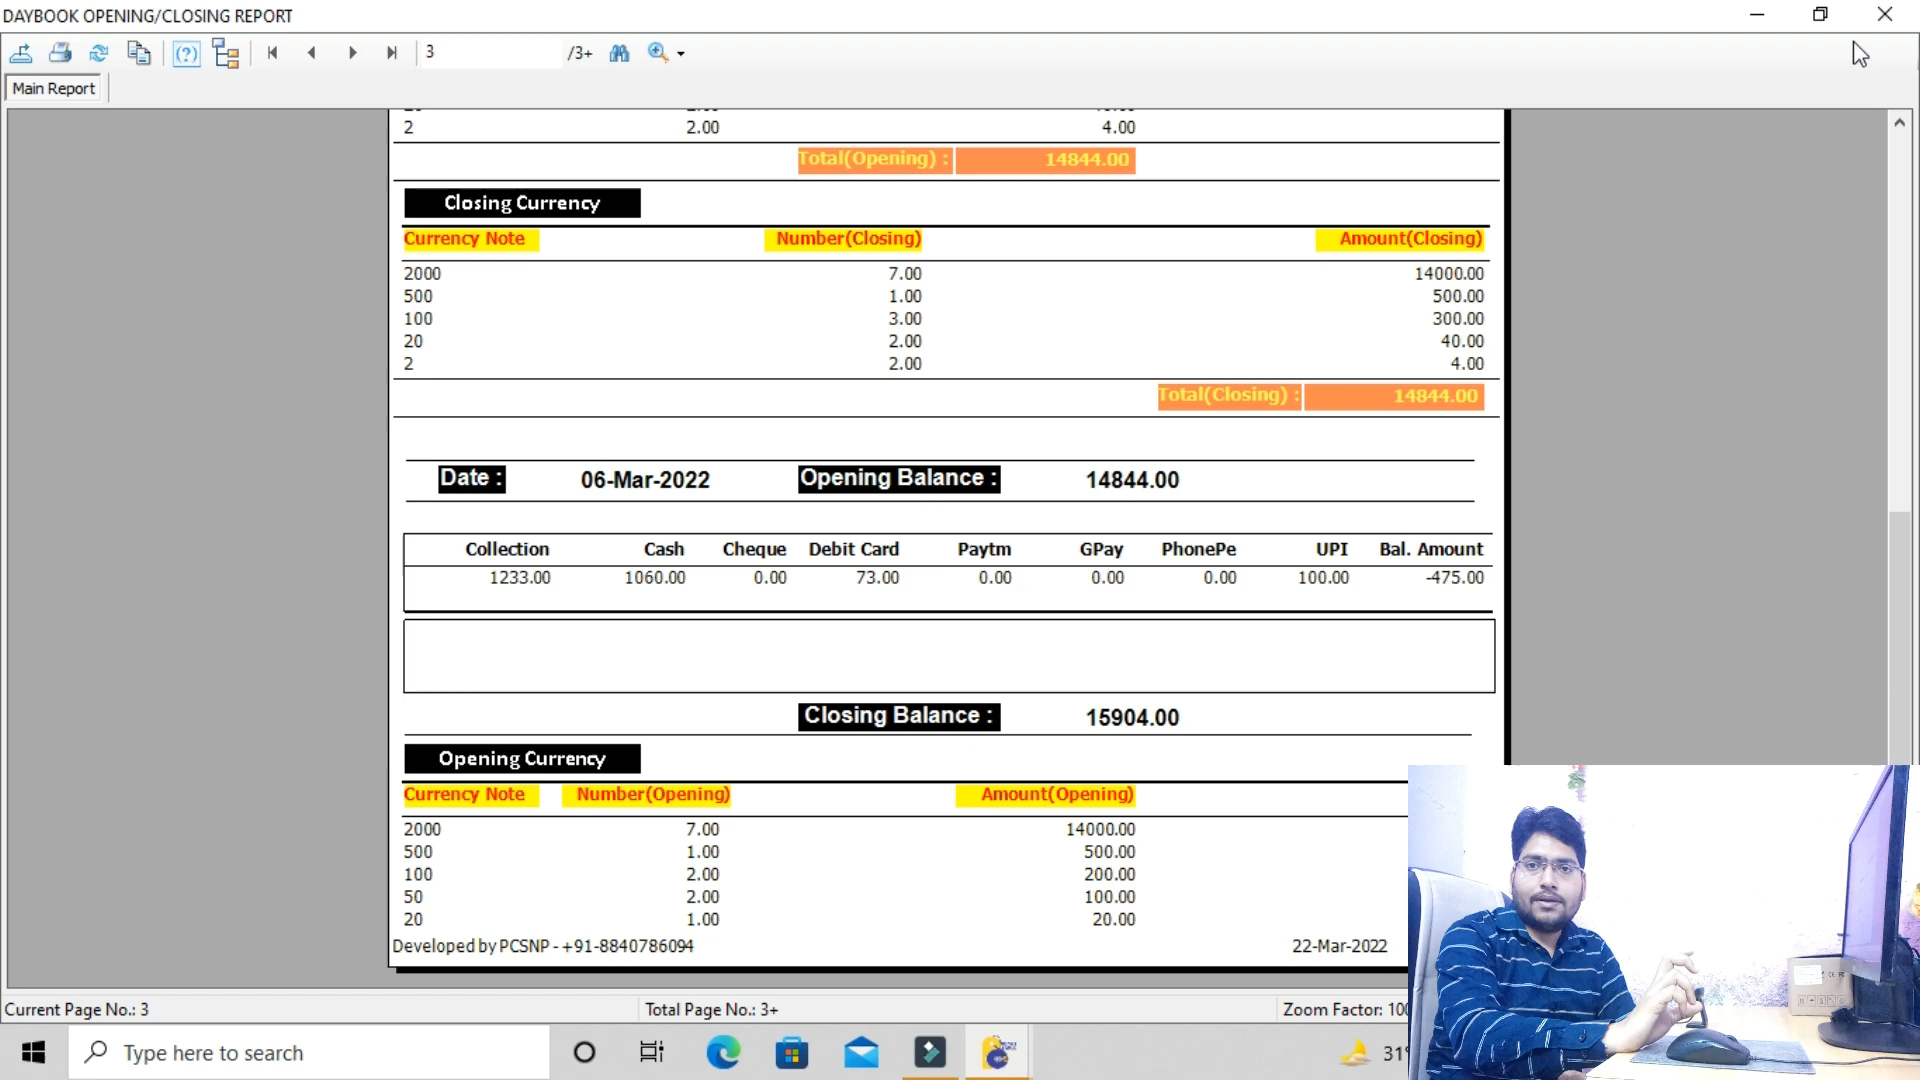 DAYBOOK OPENING/CLOSING REPORT
3 /3+
Main Report
2 2.00 4.00
Total(Opening) : 14844.00
Closing Currency
Currency Note Number(Closing) Amount(Closing)
2000 7.00 14000.00
500 1.00 500.00
100 3.00 300.00
20 2.00 40.00
2 2.00 4.00
Total(Closing) : 14844.00
Date : 06-Mar-2022 Opening Balance : 14844.00
Collection Cash Cheque Debit Card Paytm GPay PhonePe UPI Bal. Amount
1233.00 1060.00 0.00 73.00 0.00 0.00 0.00 100.00 -475.00
Closing Balance : 15904.00
Opening Currency
Currency Note Number(Opening) Amount(Opening)
2000 7.00 14000.00
500 1.00 500.00
100 2.00 200.00
50 2.00 100.00
20 1.00 20.00
Developed by PCSNP - +91-8840786094 22-Mar-2022
Current Page No.: 3 Total Page No.: 3+ Zoom Factor: 100
Type here to search 31°